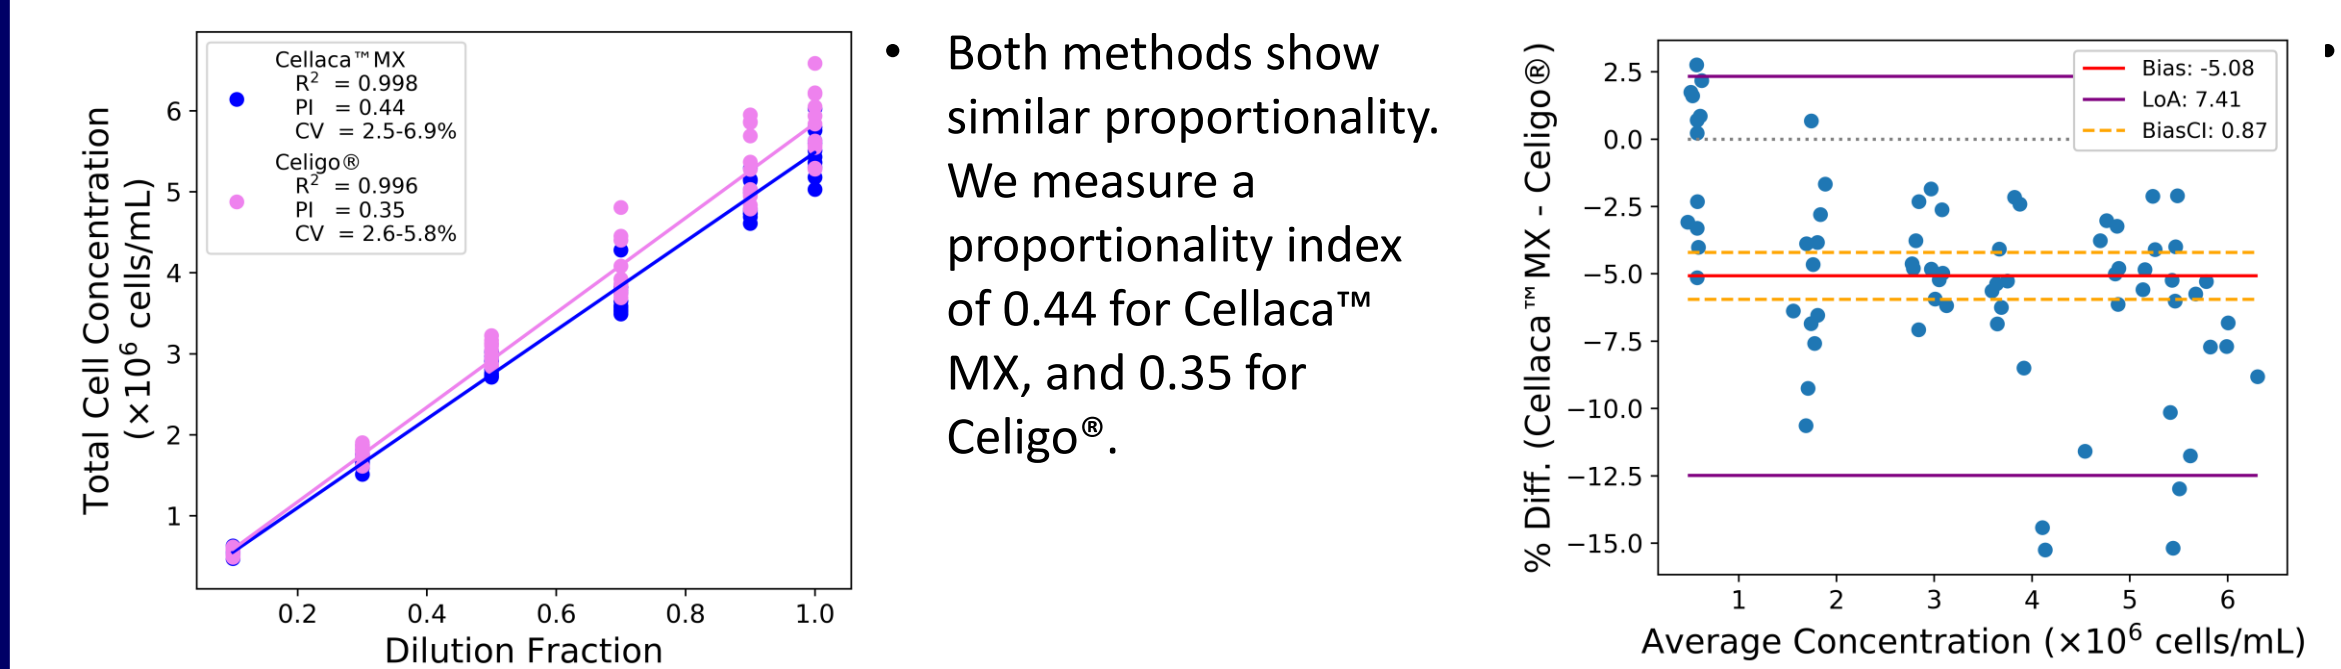 Cellaca™MX
R² = 0.998
PI = 0.44
CV = 2.5-6.9%
Celigo®
R² = 0.996
PI = 0.35
CV = 2.6-5.8%
Total Cell Concentration
(×10⁶ cells/mL)
6
5
4
3
2
1
0.2 0.4 0.6 0.8 1.0
Dilution Fraction
• Both methods show
similar proportionality.
We measure a
proportionality index
of 0.44 for Cellaca™
MX, and 0.35 for
Celigo®.
% Diff. (Cellaca™MX - Celigo®)
2.5
0.0
−2.5
−5.0
−7.5
−10.0
−12.5
−15.0
Bias: -5.08
LoA: 7.41
BiasCI: 0.87
1 2 3 4 5 6
Average Concentration (×10⁶ cells/mL)
•